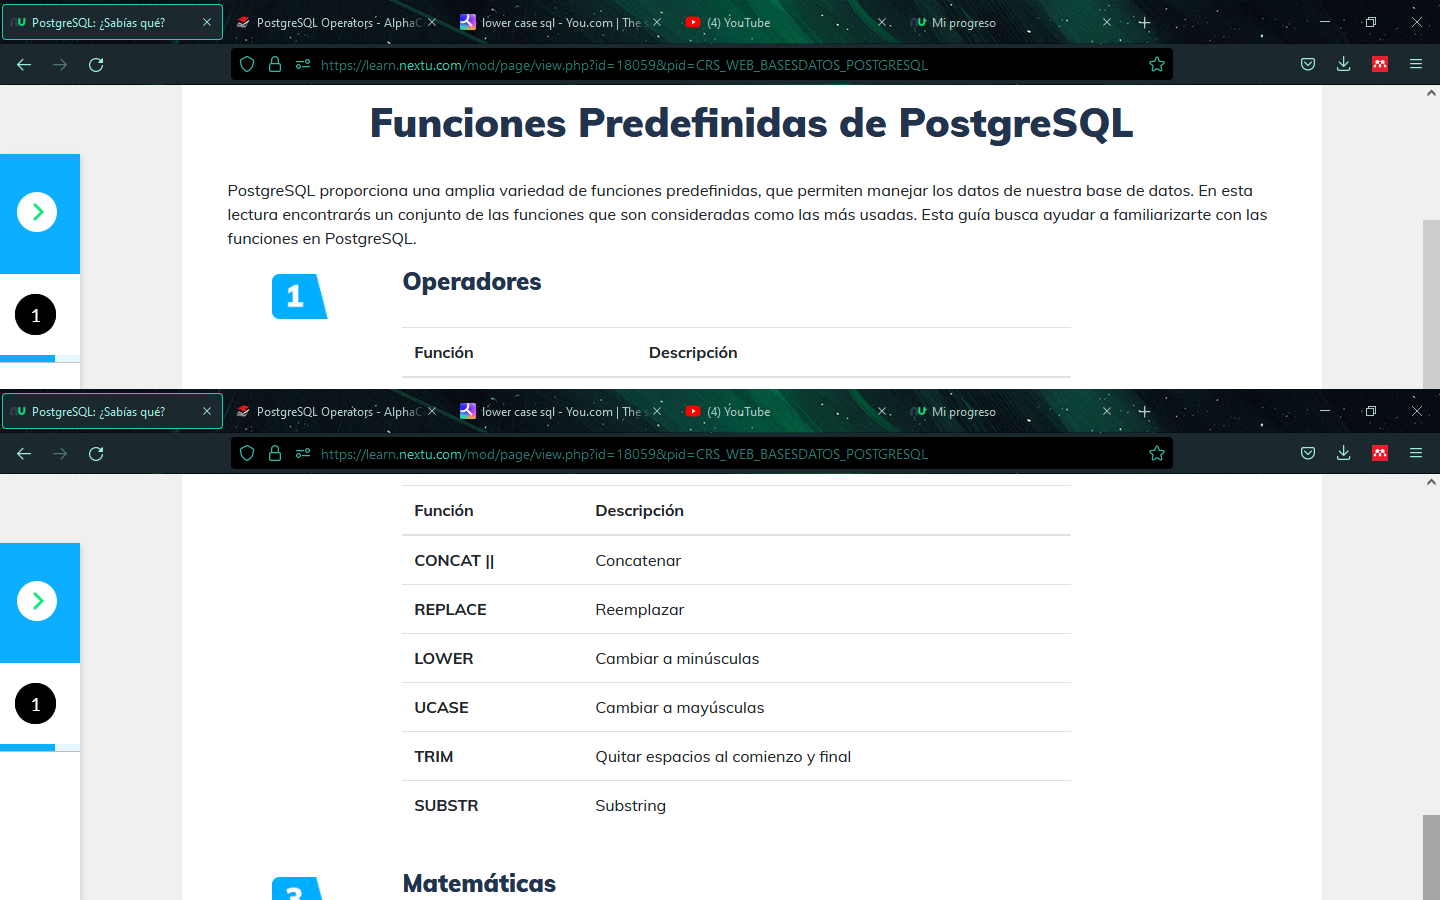 PostgreSQL: ¿Sabías qué?
PostgreSQL Operators - AlphaC
lower case sql - You.com | The s
(4) YouTube
Mi progreso
https://learn.nextu.com/mod/page/view.php?id=18059&pid=CRS_WEB_BASESDATOS_POSTGRESQL
Funciones Predefinidas de PostgreSQL
PostgreSQL proporciona una amplia variedad de funciones predefinidas, que permiten manejar los datos de nuestra base de datos. En esta
lectura encontrarás un conjunto de las funciones que son consideradas como las más usadas. Esta guía busca ayudar a familiarizarte con las
funciones en PostgreSQL.
1
1 Operadores
Función Descripción
PostgreSQL: ¿Sabías qué?
PostgreSQL Operators - AlphaC
lower case sql - You.com | The s
(4) YouTube
Mi progreso
https://learn.nextu.com/mod/page/view.php?id=18059&pid=CRS_WEB_BASESDATOS_POSTGRESQL
Función Descripción
CONCAT || Concatenar
REPLACE Reemplazar
LOWER Cambiar a minúsculas
1
UCASE Cambiar a mayúsculas
TRIM Quitar espacios al comienzo y final
SUBSTR Substring
3 Matemáticas